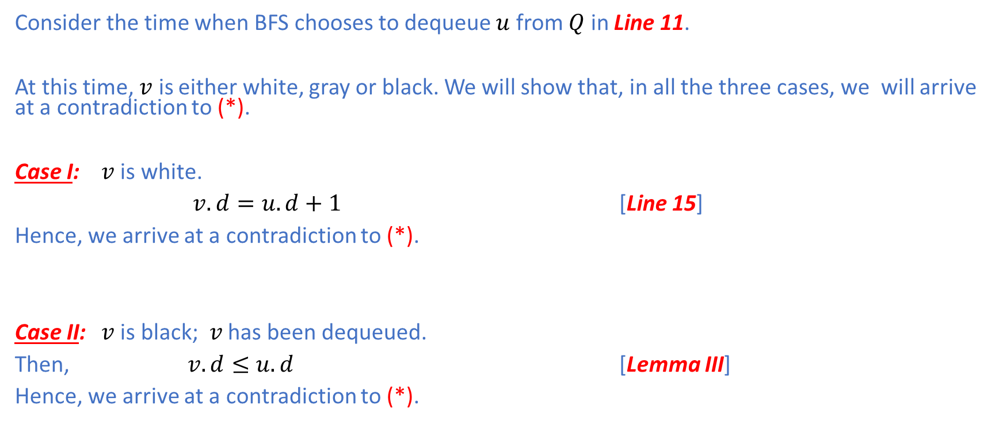 Consider the time when BFS chooses to dequeue u from Q in Line 11.
At this time, v is either white, gray or black. We will show that, in all the three cases, we will arrive
at a contradiction to (*).
Case I: v is white.
v.d = u.d + 1 [Line 15]
Hence, we arrive at a contradiction to (*).
Case II: v is black; v has been dequeued.
Then, v.d ≤ u.d [Lemma III]
Hence, we arrive at a contradiction to (*).